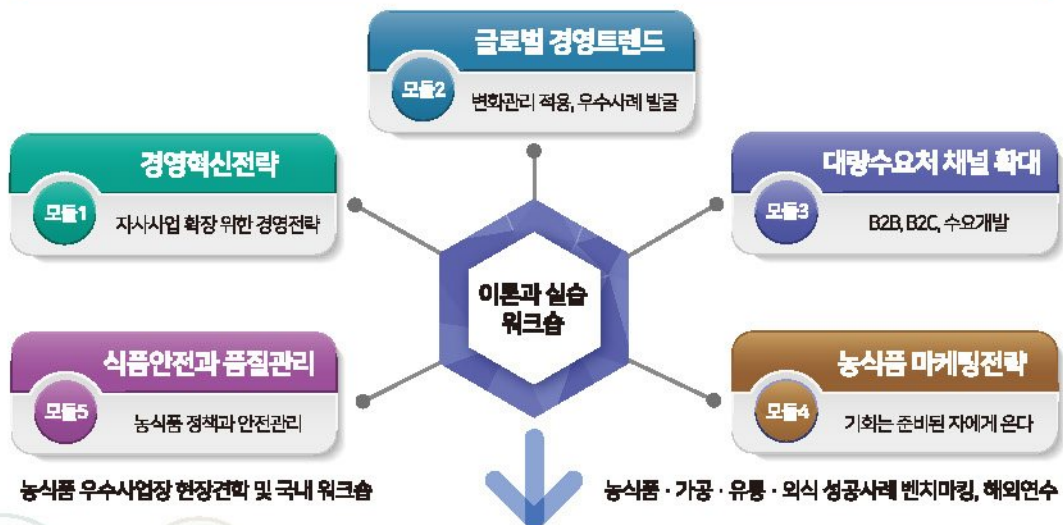 글로벌 경영트렌드
모듈2
변화관리 적용, 우수사례 발굴
경영혁신전략
모듈1
자사사업 확장 위한 경영전략
대량수요처 채널 확대
모듈3
B2B, B2C, 수요개발
이론과 실습
워크숍
식품안전과 품질관리
모듈5
농식품 정책과 안전관리
농식품 마케팅전략
모듈4
기회는 준비된 자에게 온다
농식품 우수사업장 현장견학 및 국내 워크숍
농식품 · 가공 · 유통 · 외식 성공사례 벤치마킹, 해외연수